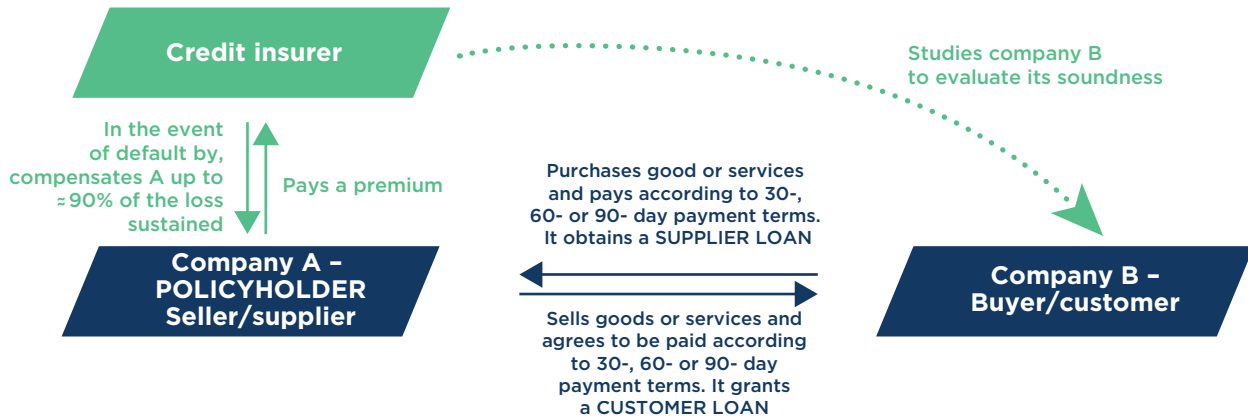 Credit insurer
Studies company B
to evaluate its soundness
In the event
of default by,
compensates A up to
≈90% of the loss
sustained
Pays a premium
Purchases good or services
and pays according to 30-,
60- or 90- day payment terms.
It obtains a SUPPLIER LOAN
Company A –
POLICYHOLDER
Seller/supplier
Company B –
Buyer/customer
Sells goods or services and
agrees to be paid according
to 30-, 60- or 90- day
payment terms. It grants
a CUSTOMER LOAN